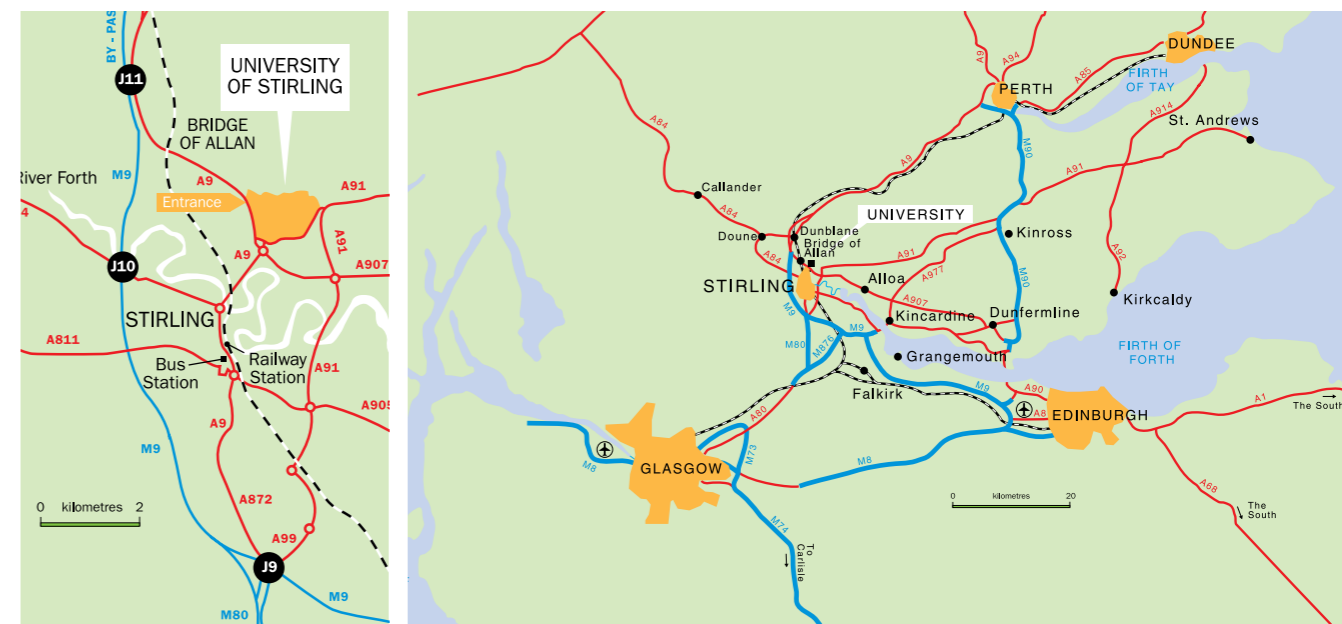 BY - PAS
J11
UNIVERSITY
OF STIRLING
BRIDGE
OF ALLAN
River Forth
M9
A9
Entrance
A91
A91
4
J10
A9
A907
STIRLING
A811
Bus
Station
Railway
Station
A91
A905
A9
M9
0 kilometres 2
A872
A99
J9
M9
M80
A9
A94
DUNDEE
A85
FIRTH
OF TAY
PERTH
A914
St. Andrews
A84
A9
M90
A91
Callander
A84
UNIVERSITY
Doune
Dunblane
Bridge of
Allan
Kinross
A84
A91
A977
M90
A92
STIRLING
Alloa
Kirkcaldy
M9
A907
Kincardine
Dunfermline
M9
M80
M876
Grangemouth
FIRTH OF
FORTH
Falkirk
M9
A90
A80
A8
EDINBURGH
A1
The South
M8
GLASGOW
M73
M8
A68
0 kilometres 20
The
South
M74
To
Carlisle